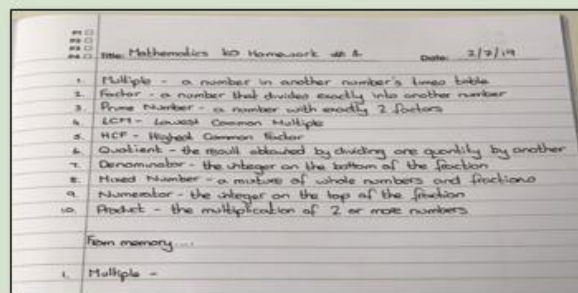 Title: Mathematics KO Homework # 1 Date: 2/7/19
1. Multiple - a number in another number's times table
2. Factor - a number that divides exactly into another number
3. Prime Number - a number with exactly 2 factors
4. LCM - Lowest Common Multiple
5. HCF - Highest Common Factor
6. Quotient - the result obtained by dividing one quantity by another
7. Denominator - the integer on the bottom of the fraction
8. Mixed Number - a mixture of whole numbers and fractions
9. Numerator - the integer on the top of the fraction
10. Product - the multiplication of 2 or more numbers
From memory....
1. Multiple -